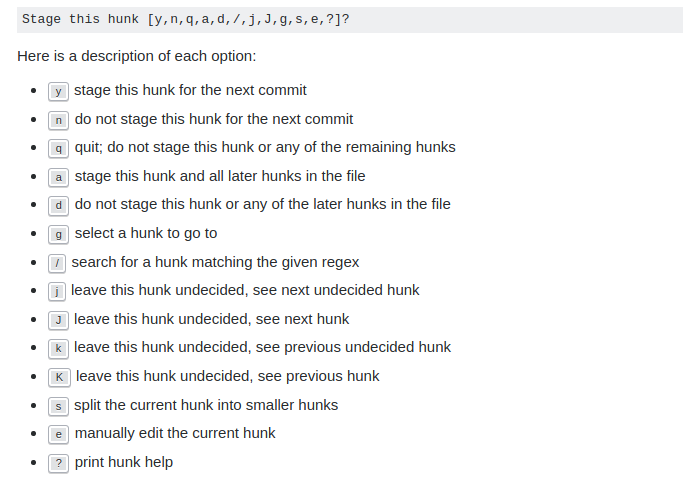 Stage this hunk [y,n,q,a,d,/,j,J,g,s,e,?]?
Here is a description of each option:
y stage this hunk for the next commit
n do not stage this hunk for the next commit
q quit; do not stage this hunk or any of the remaining hunks
a stage this hunk and all later hunks in the file
d do not stage this hunk or any of the later hunks in the file
g select a hunk to go to
/ search for a hunk matching the given regex
j leave this hunk undecided, see next undecided hunk
J leave this hunk undecided, see next hunk
k leave this hunk undecided, see previous undecided hunk
K leave this hunk undecided, see previous hunk
s split the current hunk into smaller hunks
e manually edit the current hunk
? print hunk help